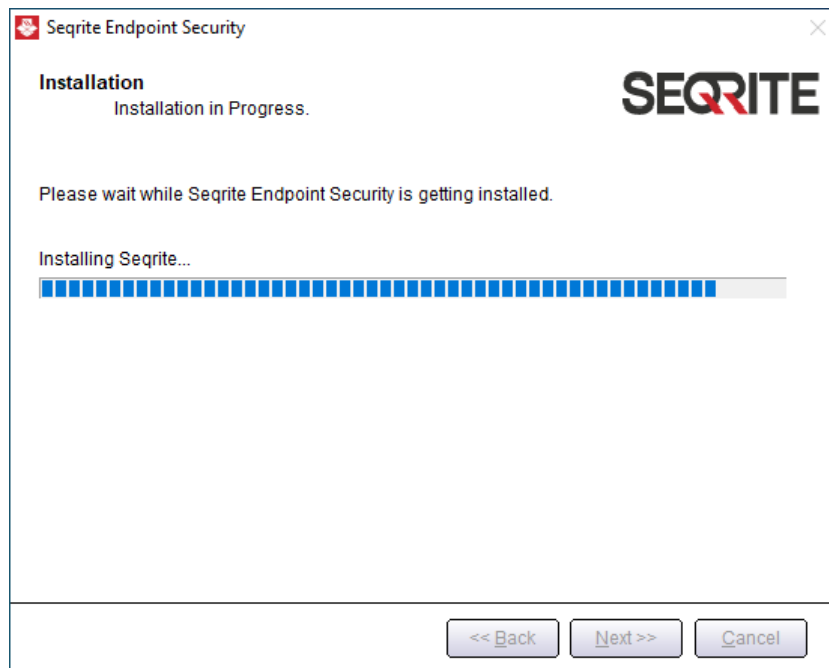 Seqrite Endpoint Security
Installation
Installation in Progress.
SEQRITE
Please wait while Seqrite Endpoint Security is getting installed.
Installing Seqrite...
<< Back
Next >>
Cancel